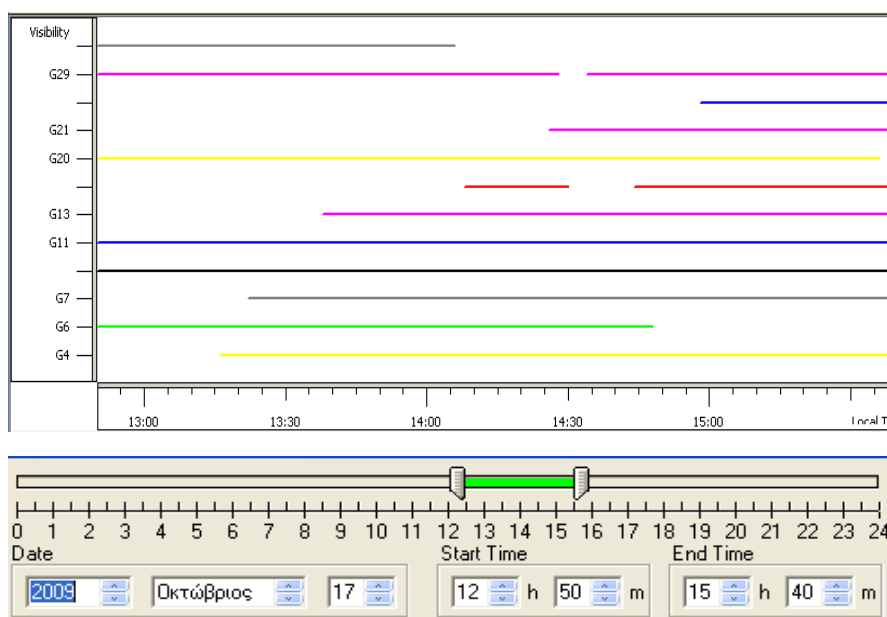 Visibility
G29
G21
G20
G13
G11
G7
G6
G4
13:00 13:30 14:00 14:30 15:00 Local T
0 1 2 3 4 5 6 7 8 9 10 11 12 13 14 15 16 17 18 19 20 21 22 23 24
Date Start Time End Time
2009 Οκτώβριος 17 12 h 50 m 15 h 40 m